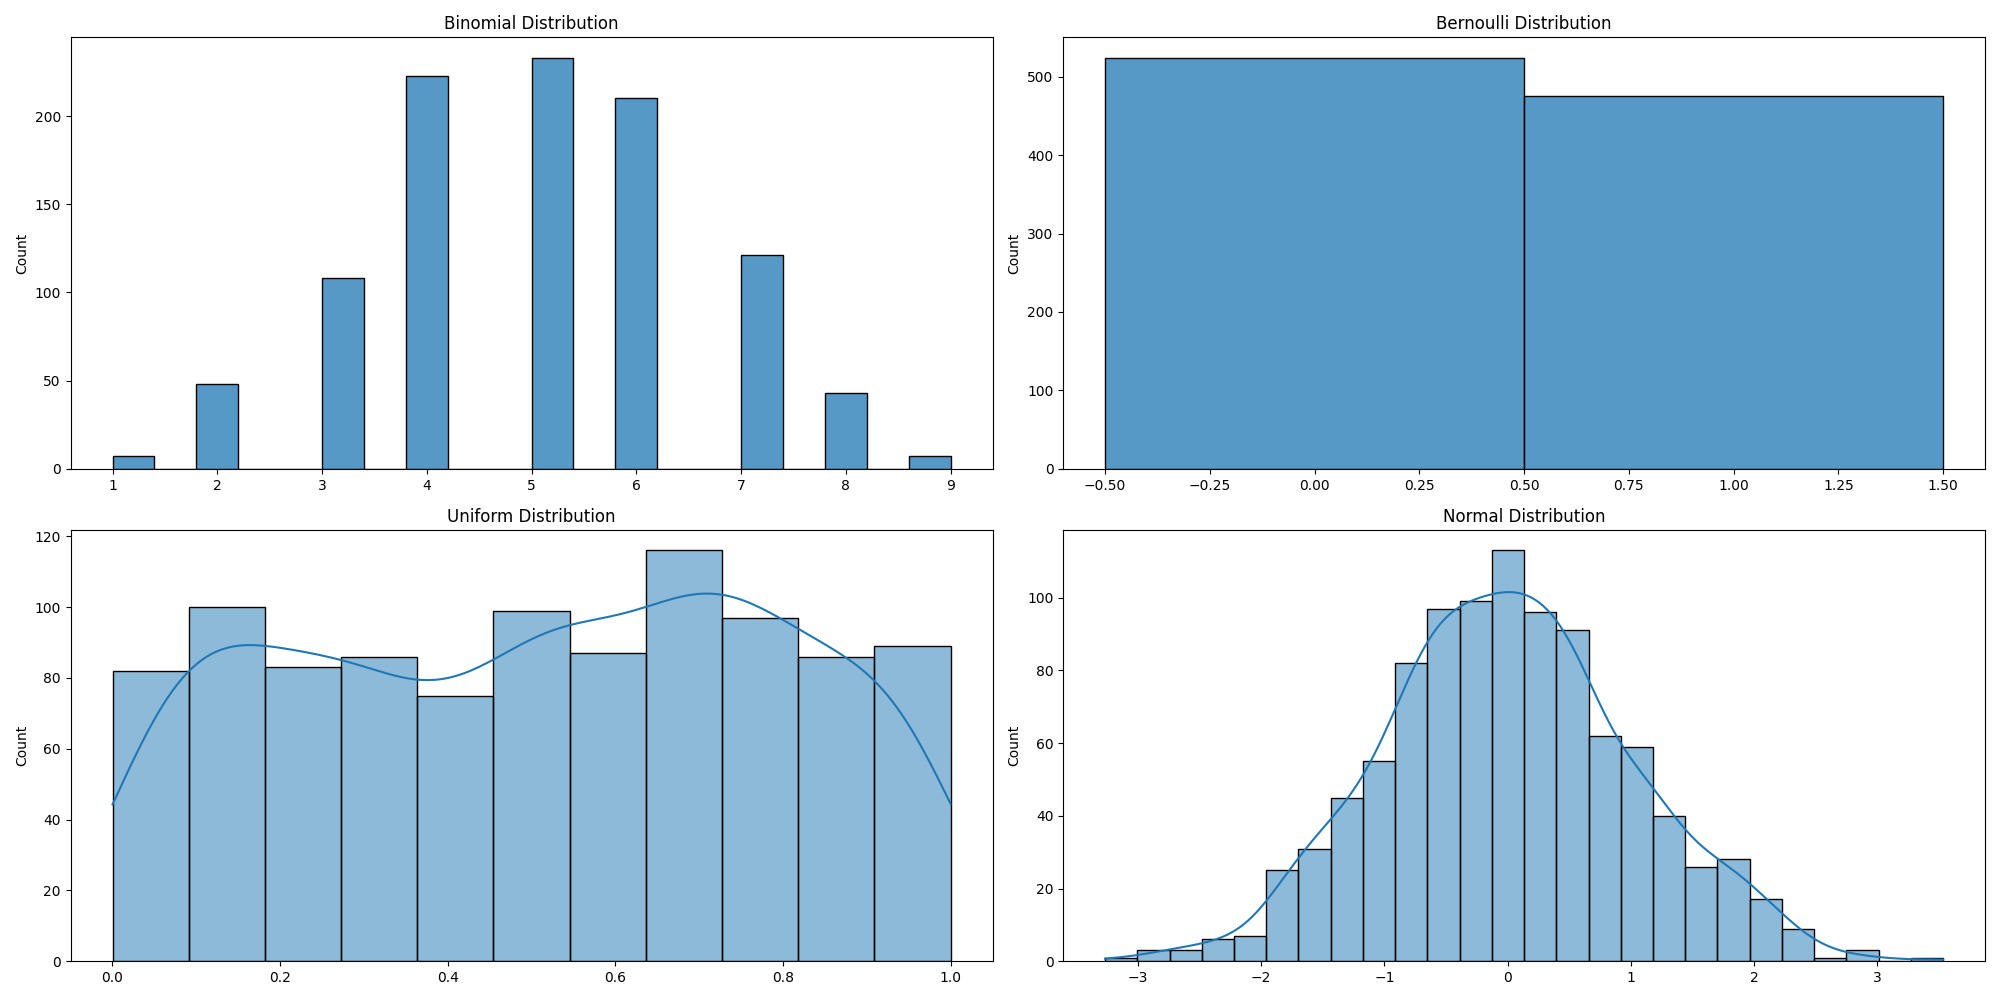 Binomial Distribution
Count
0
50
100
150
200
1 2 3 4 5 6 7 8 9
Bernoulli Distribution
Count
0
100
200
300
400
500
−0.50 −0.25 0.00 0.25 0.50 0.75 1.00 1.25 1.50
Uniform Distribution
Count
0
20
40
60
80
100
120
0.0 0.2 0.4 0.6 0.8 1.0
Normal Distribution
Count
0
20
40
60
80
100
−3 −2 −1 0 1 2 3